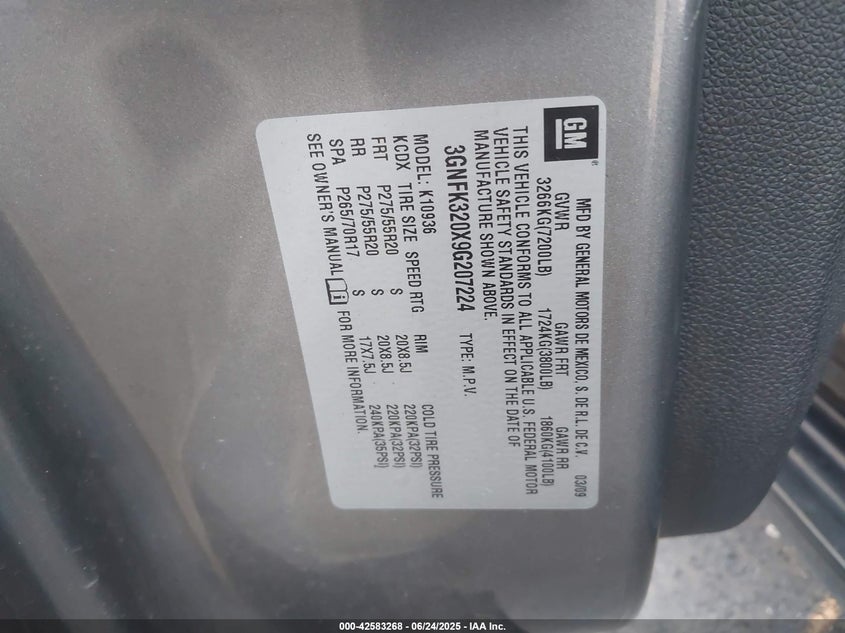 GM
®
MFD BY GENERAL MOTORS DE MEXICO, S. DE R.L. DE C.V. 03/09
GVWR GAWR FRT GAWR RR
3266KG(7200LB) 1724KG(3800LB) 1860KG(4100LB)
THIS VEHICLE CONFORMS TO ALL APPLICABLE U.S. FEDERAL MOTOR
VEHICLE SAFETY STANDARDS IN EFFECT ON THE DATE OF
MANUFACTURE SHOWN ABOVE.
3GNFK320X9G207224 TYPE: M.P.V.
MODEL: K10936
KCDX TIRE SIZE SPEED RTG RIM COLD TIRE PRESSURE
FRT P275/55R20 S 20X8.5J 220KPA(32PSI)
RR P275/55R20 S 20X8.5J 220KPA(32PSI)
SPA P265/70R17 S 17X7.5J 240KPA(35PSI)
SEE OWNER'S MANUAL FOR MORE INFORMATION.
000-42583268 - 06/24/2025 - IAA Inc.